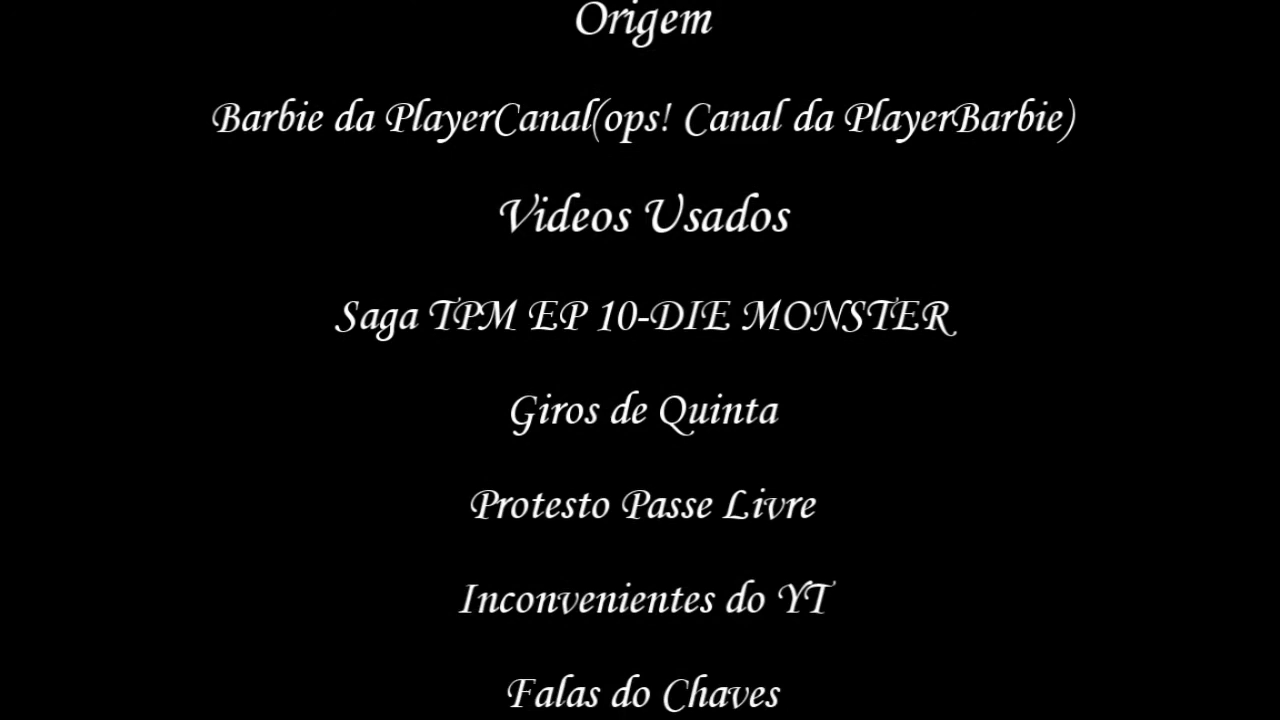 Origem
Barbie da PlayerCanal(ops! Canal da PlayerBarbie)
Videos Usados
Saga TPM EP 10-DIE MONSTER
Giros de Quinta
Protesto Passe Livre
Inconvenientes do YT
Falas do Chaves